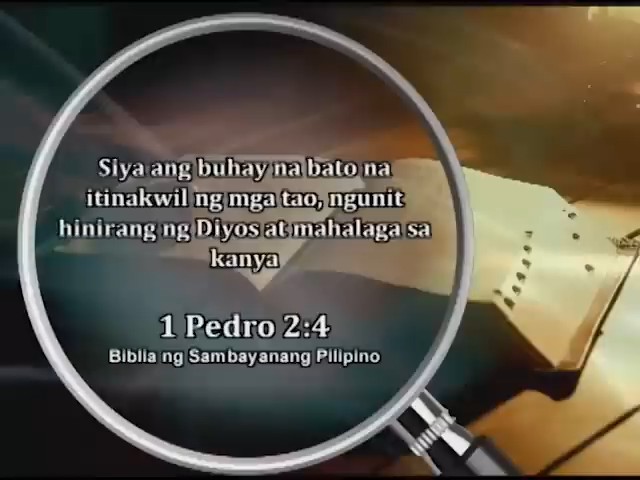 Siya ang buhay na bato na
itinakwil ng mga tao, ngunit
hinirang ng Diyos at mahalaga sa
kanya
1 Pedro 2:4
Biblia ng Sambayanang Pilipino